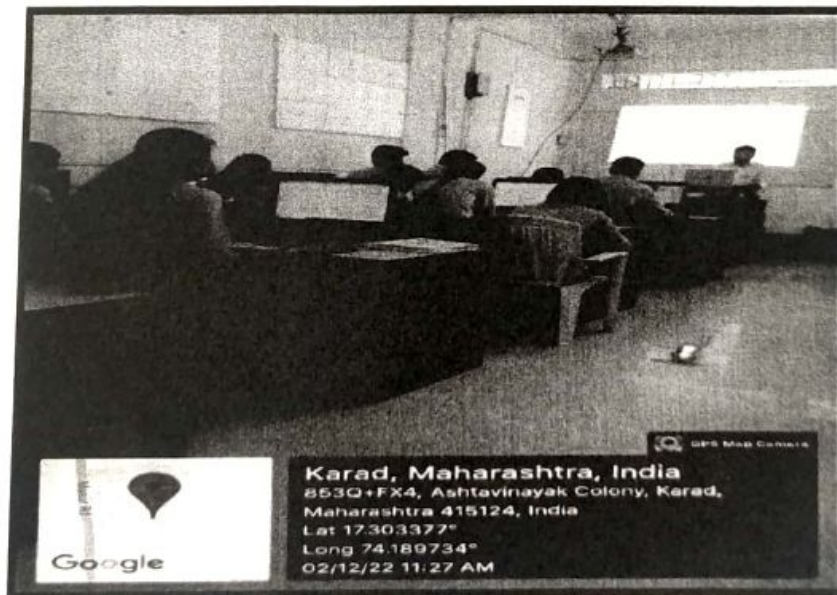 GPS Map Camera
Karad, Maharashtra, India
853Q+FX4, Ashtavinayak Colony, Karad,
Maharashtra 415124, India
Lat 17.303377°
Long 74.189734°
02/12/22 11:27 AM
Google